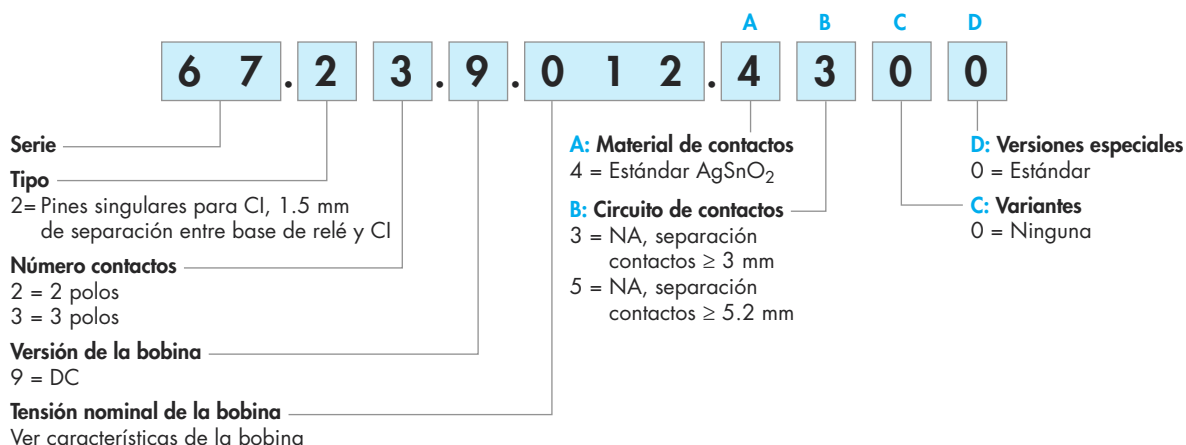 A B C D
6 7 . 2 3 . 9 . 0 1 2 . 4 3 0 0
Serie
Tipo
2= Pines singulares para CI, 1.5 mm
de separación entre base de relé y CI
Número contactos
2 = 2 polos
3 = 3 polos
Versión de la bobina
9 = DC
Tensión nominal de la bobina
Ver características de la bobina
A: Material de contactos
4 = Estándar AgSnO2
B: Circuito de contactos
3 = NA, separación
contactos ≥ 3 mm
5 = NA, separación
contactos ≥ 5.2 mm
D: Versiones especiales
0 = Estándar
C: Variantes
0 = Ninguna